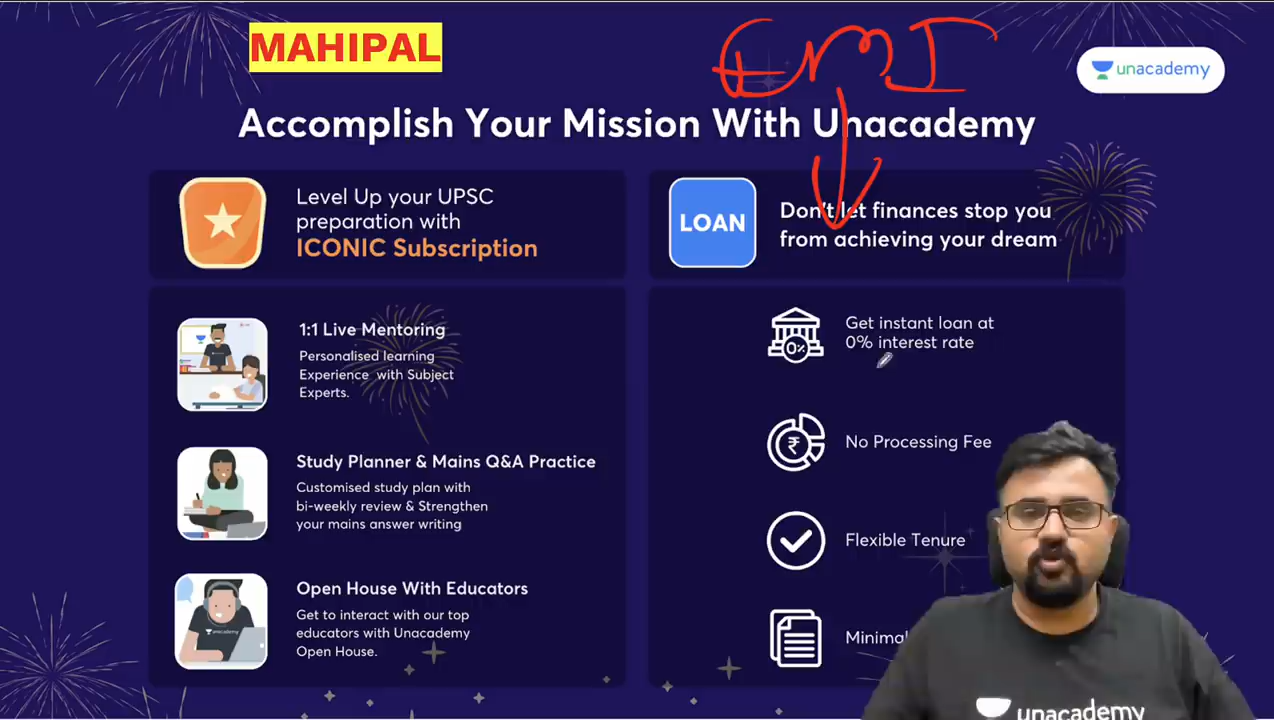 MAHIPAL
EMI
unacademy
Accomplish Your Mission With Unacademy
Level Up your UPSC
preparation with
ICONIC Subscription
1:1 Live Mentoring
Personalised learning
Experience with Subject
Experts.
Study Planner & Mains Q&A Practice
Customised study plan with
bi-weekly review & Strengthen
your mains answer writing
Open House With Educators
unacademy
Get to interact with our top
educators with Unacademy
Open House.
LOAN
Don't let finances stop you
from achieving your dream
0%
Get instant loan at
0% interest rate
₹
No Processing Fee
Flexible Tenure
Minimal
unacademy